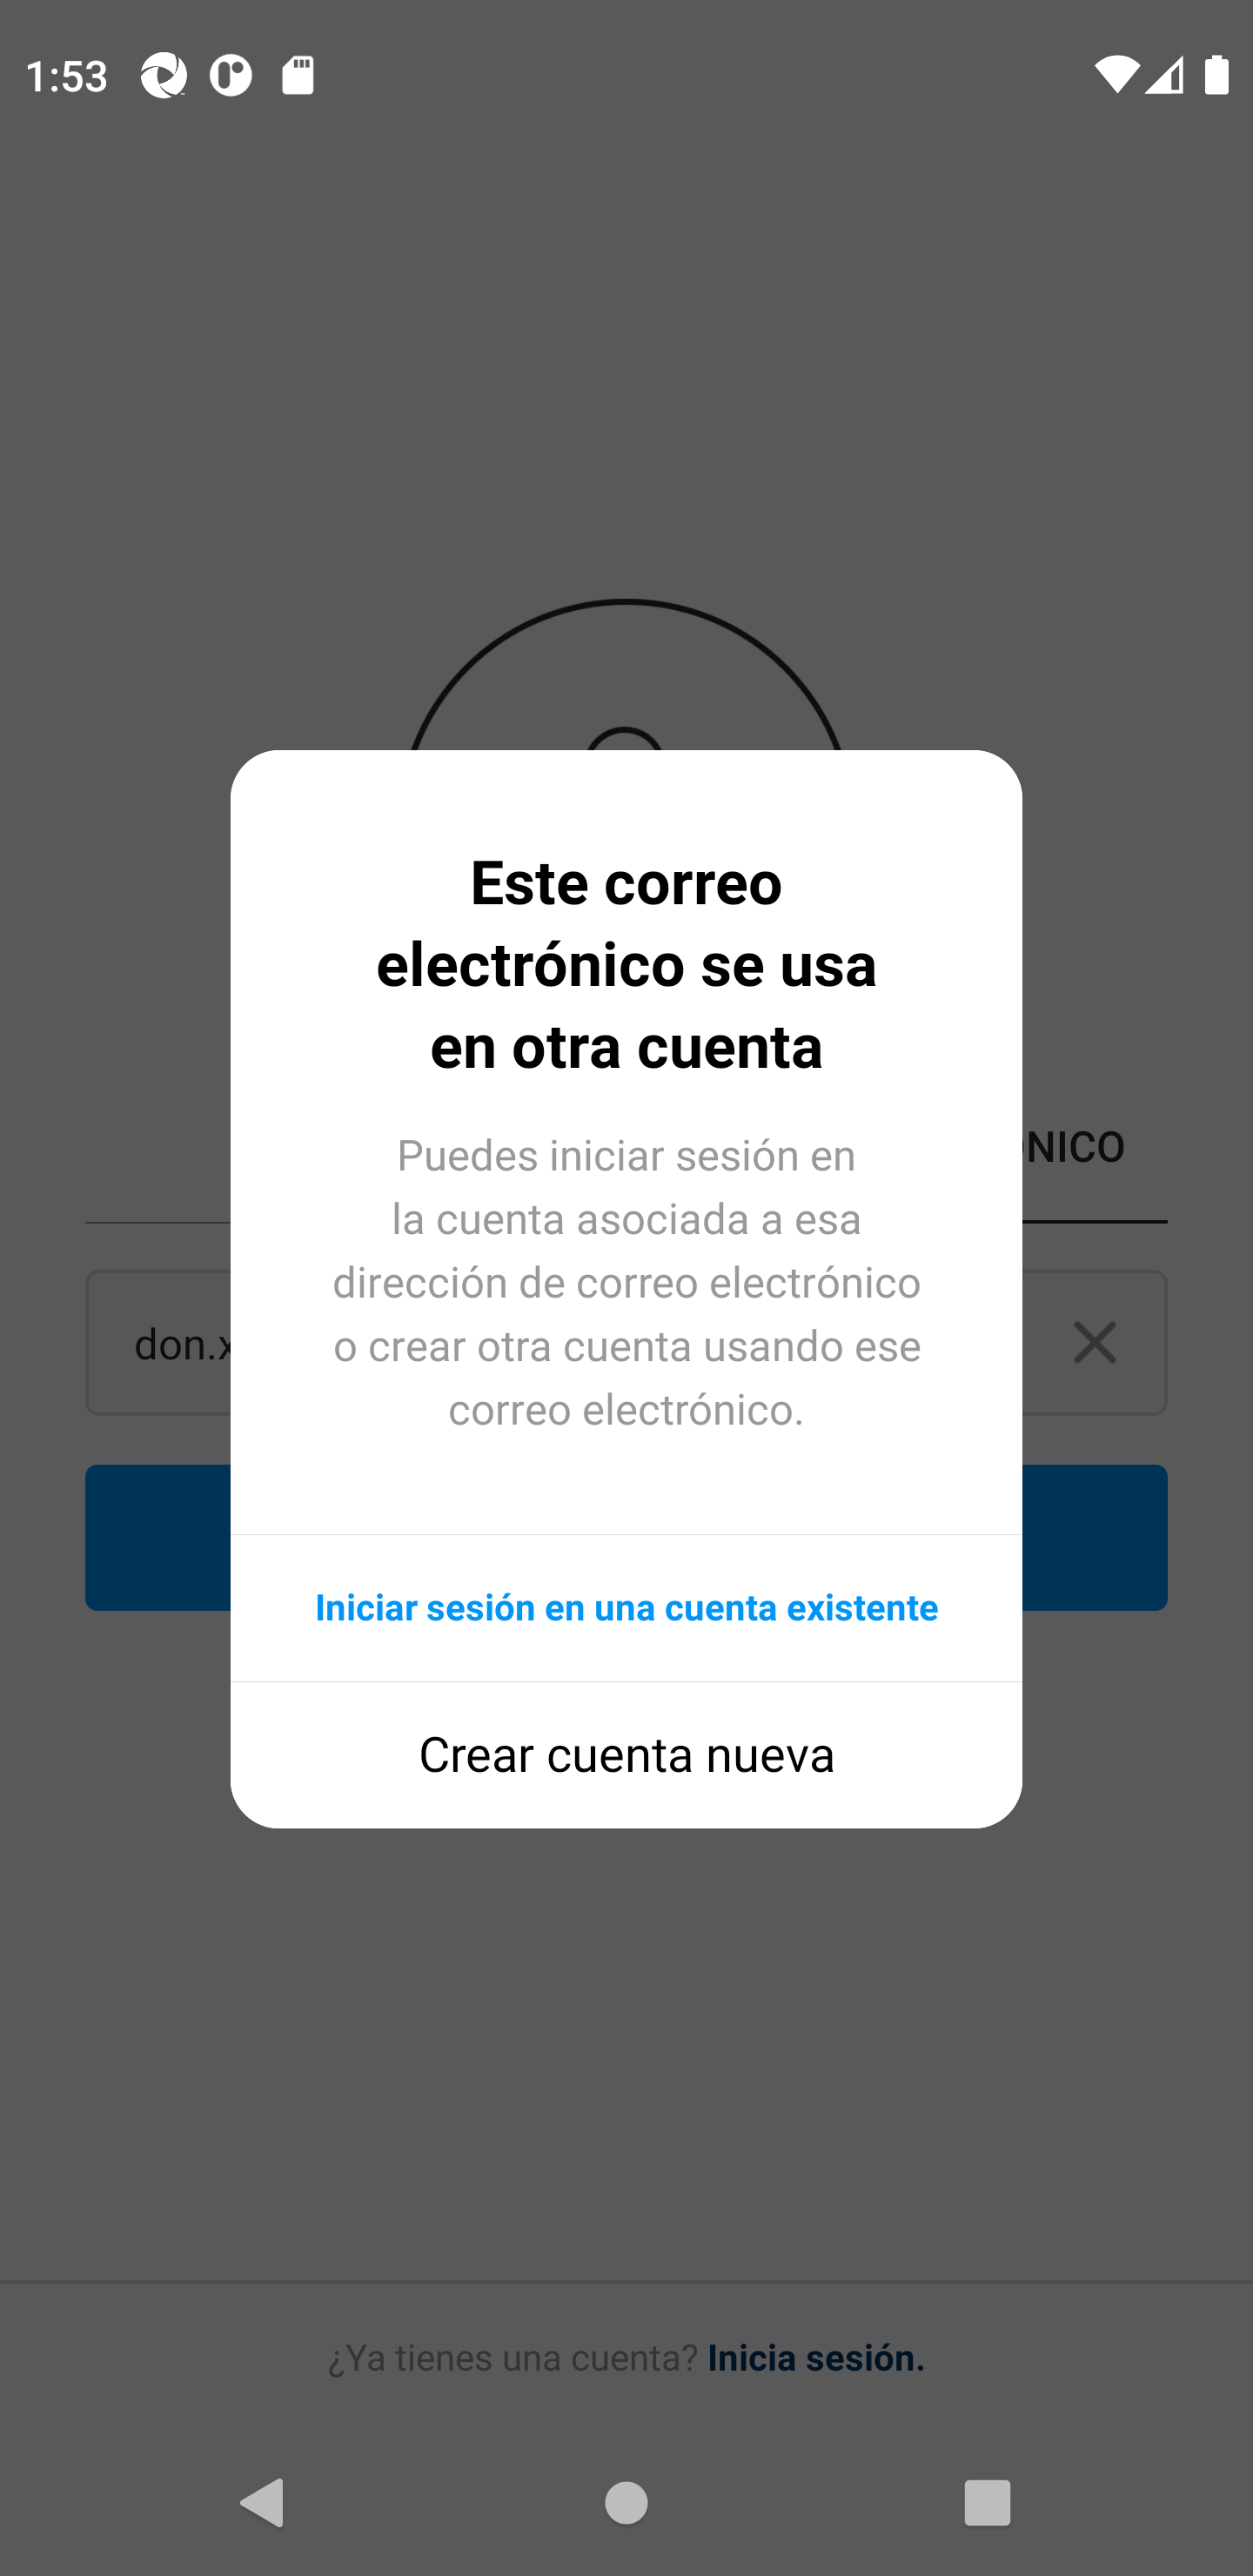 1:53
Este correo
electrónico se usa
en otra cuenta
Puedes iniciar sesión en
la cuenta asociada a esa
dirección de correo electrónico
o crear otra cuenta usando ese
correo electrónico.
Iniciar sesión en una cuenta existente
Crear cuenta nueva
¿Ya tienes una cuenta? Inicia sesión.